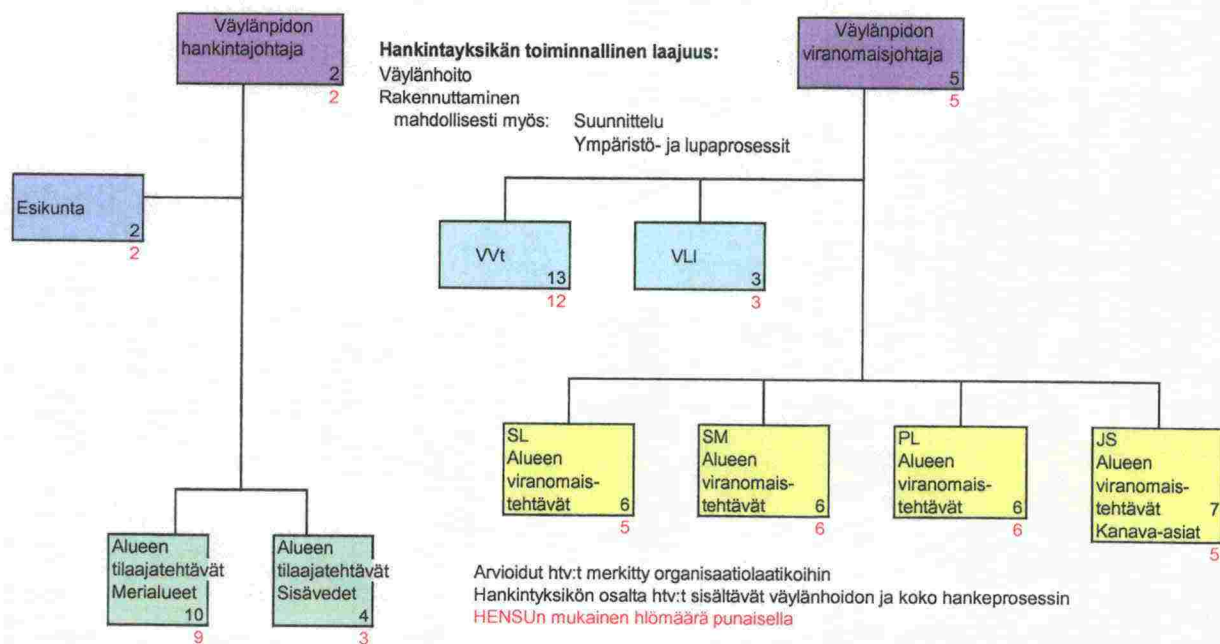 Väylänpidon
hankintajohtaja
2
2
Hankintayksikän toiminnallinen laajuus:
Väylänhoito
Rakennuttaminen
mahdollisesti myös: Suunnittelu
Ympäristö- ja lupaprosessit
Väylänpidon
viranomaisjohtaja
5
5
Esikunta
2
2
VVt
13
12
VLI
3
3
SL
Alueen
viranomais-
tehtävät 6
5
SM
Alueen
viranomais-
tehtävät 6
6
PL
Alueen
viranomais-
tehtävät 6
6
JS
Alueen
viranomais-
tehtävät 7
Kanava-asiat
5
Alueen
tilaajatehtävät
Merialueet
10
9
Alueen
tilaajatehtävät
Sisävedet
4
3
Arvioidut htv:t merkitty organisaatiolaatikoihin
Hankintyksikön osalta htv:t sisältävät väylänhoidon ja koko hankeprosessin
HENSUn mukainen hlömäärä punaisella